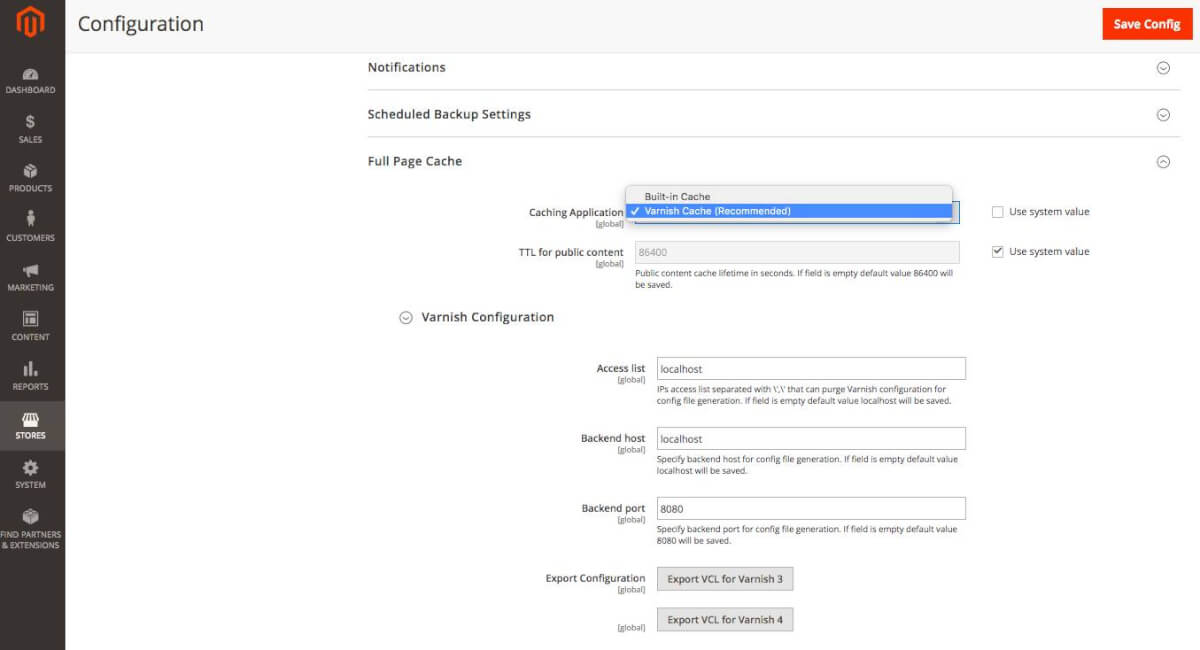 Configuration
Save Config
DASHBOARD
SALES
PRODUCTS
CUSTOMERS
MARKETING
CONTENT
REPORTS
STORES
SYSTEM
FIND PARTNERS
& EXTENSIONS
Notifications
Scheduled Backup Settings
Full Page Cache
Caching Application
[global]
Built-in Cache
✓ Varnish Cache (Recommended)
Use system value
TTL for public content
[global]
86400
Use system value
Public content cache lifetime in seconds. If field is empty default value 86400 will
be saved.
Varnish Configuration
Access list
[global]
localhost
IPs access list separated with \',\' that can purge Varnish configuration for
config file generation. If field is empty default value localhost will be saved.
Backend host
[global]
localhost
Specify backend host for config file generation. If field is empty default value
localhost will be saved.
Backend port
[global]
8080
Specify backend port for config file generation. If field is empty default value
8080 will be saved.
Export Configuration
[global]
Export VCL for Varnish 3
[global]
Export VCL for Varnish 4